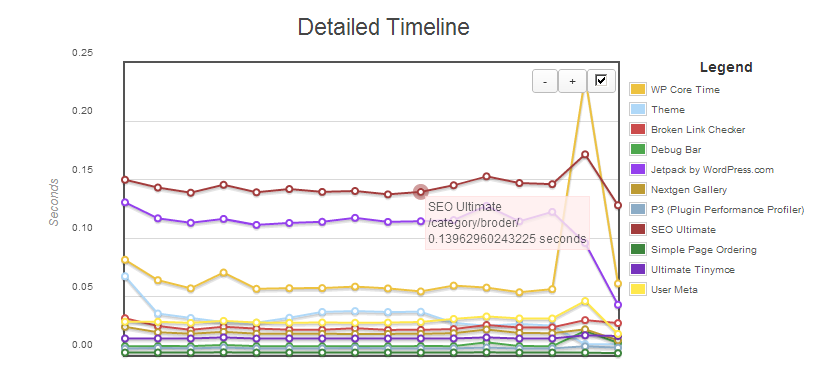 Detailed Timeline
0.25
0.20
0.15
0.10
0.05
0.00
Seconds
- + 
SEO Ultimate
/category/broder/
0.13962960243225 seconds
Legend
WP Core Time
Theme
Broken Link Checker
Debug Bar
Jetpack by WordPress.com
Nextgen Gallery
P3 (Plugin Performance Profiler)
SEO Ultimate
Simple Page Ordering
Ultimate Tinymce
User Meta